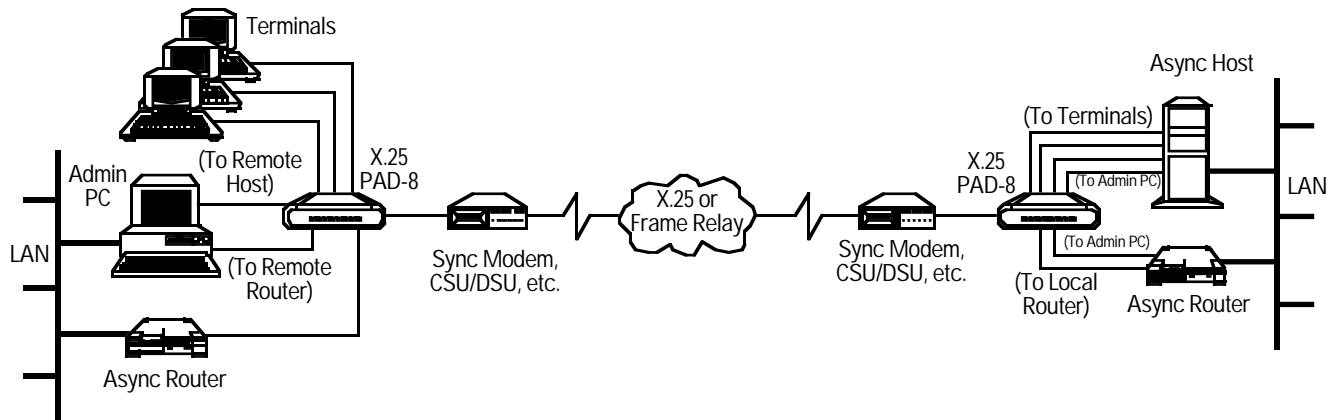 Terminals
(To Remote
Host)
X.25
PAD-8
Admin
PC
LAN
(To Remote
Router)
Async Router
Sync Modem,
CSU/DSU, etc.
X.25 or
Frame Relay
Sync Modem,
CSU/DSU, etc.
X.25
PAD-8
(To Terminals)
(To Admin PC)
Async Host
LAN
(To Admin PC)
(To Local
Router)
Async Router